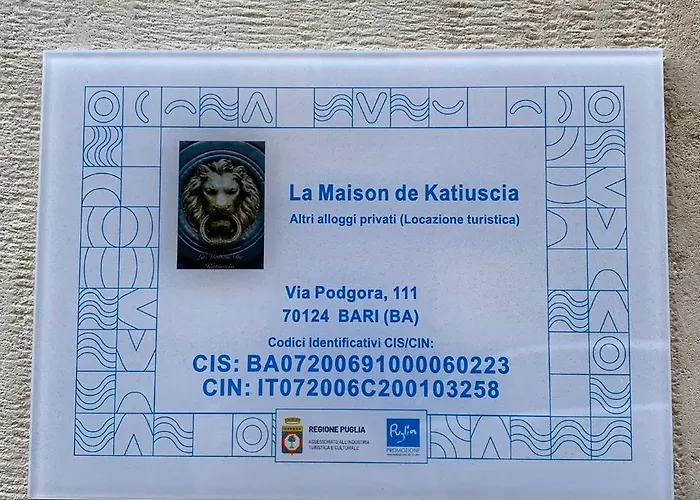 La Maison de Katiuscia
Altri alloggi privati (Locazione turistica)
Via Podgora, 111
70124 BARI (BA)
Codici Identificativi CIS/CIN:
CIS: BA07200691000060223
CIN: IT072006C200103258
REGIONE PUGLIA
ASSESSORATO ALL'INDUSTRIA
TURISTICA E CULTURALE
Puglia
PROMOZIONE